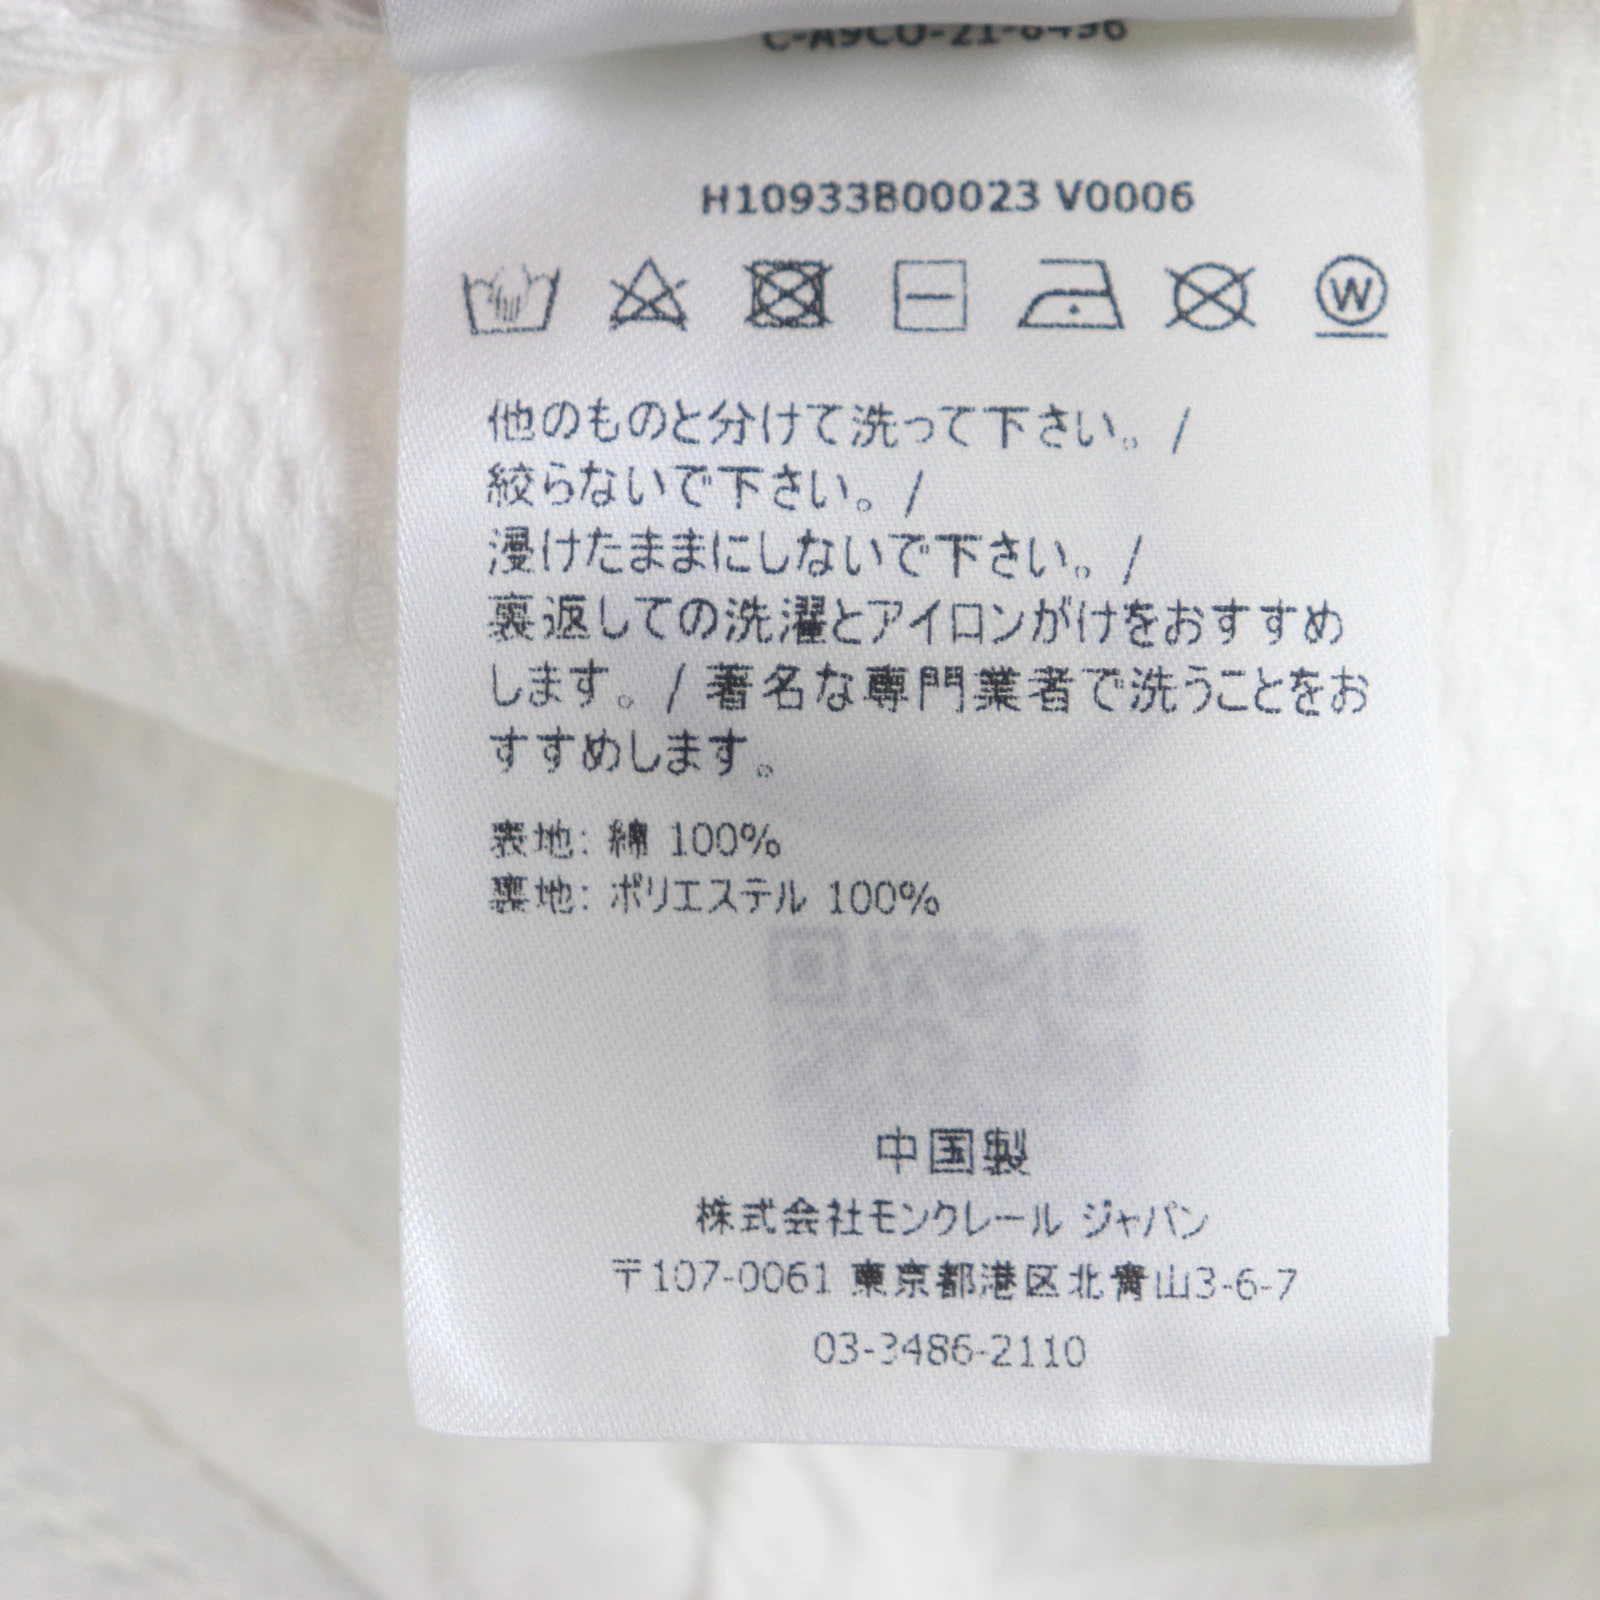 H10933B00023 V0006
W
他のものと分けて洗って下さい。/
絞らないで下さい。/
浸けたままにしないで下さい。/
裏返しての洗濯とアイロンがけをおすすめ
します。/ 著名な専門業者で洗うことをお
すすめします。
表地: 綿 100%
裏地: ポリエステル 100%
中国製
株式会社モンクレール ジャパン
〒107-0061 東京都港区北青山3-6-7
03-3486-2110